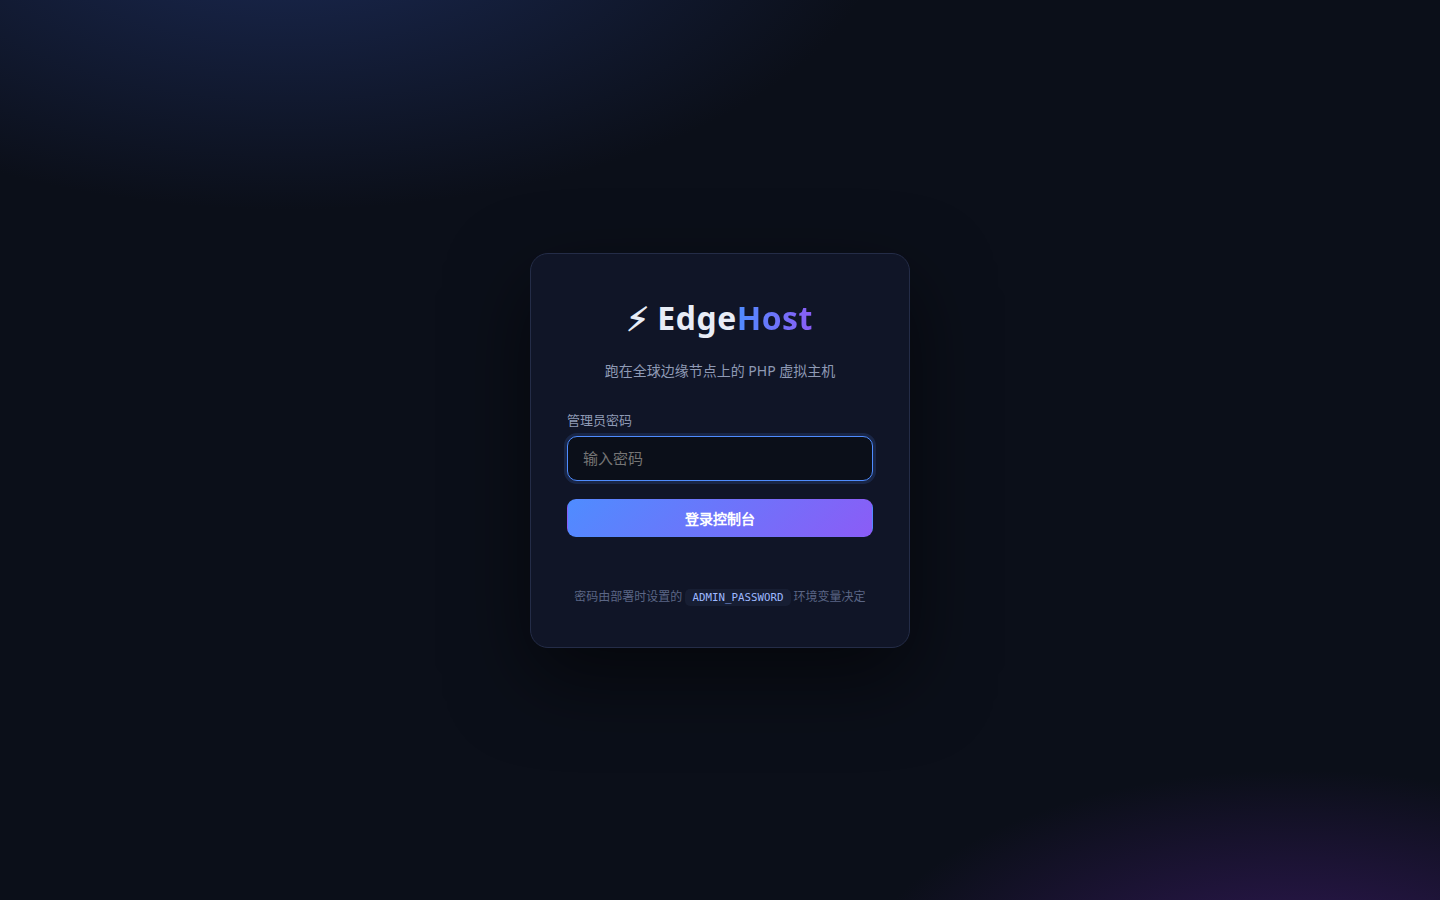 ⚡ EdgeHost
跑在全球边缘节点上的 PHP 虚拟主机
管理员密码
输入密码
登录控制台
密码由部署时设置的 ADMIN_PASSWORD 环境变量决定